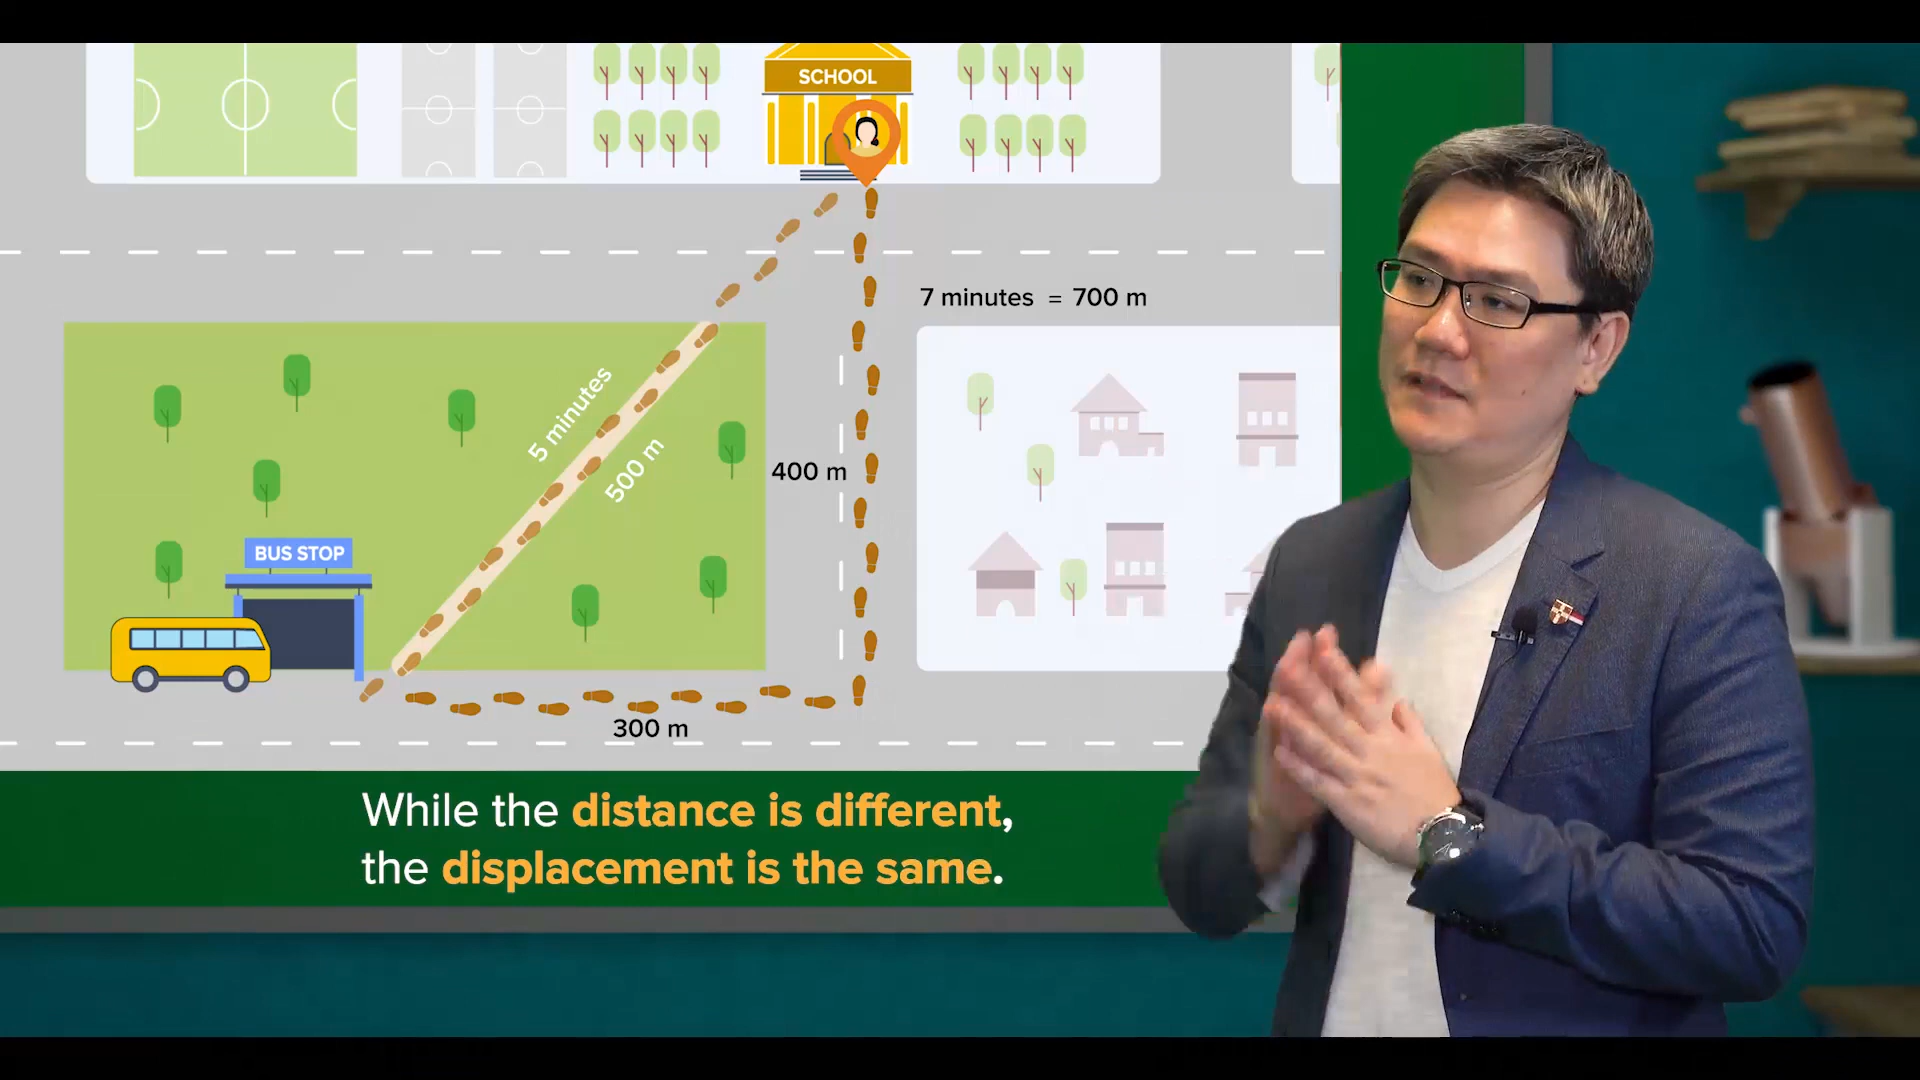 SCHOOL
7 minutes = 700 m
5 minutes
500 m
400 m
BUS STOP
300 m
While the distance is different,
the displacement is the same.